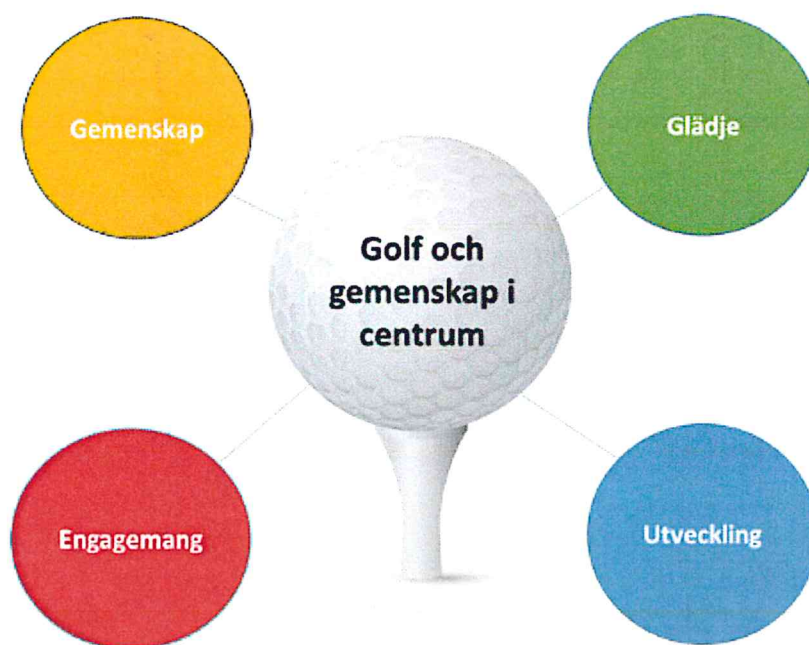 Gemenskap
Glädje
Golf och
gemenskap i
centrum
Engagemang
Utveckling